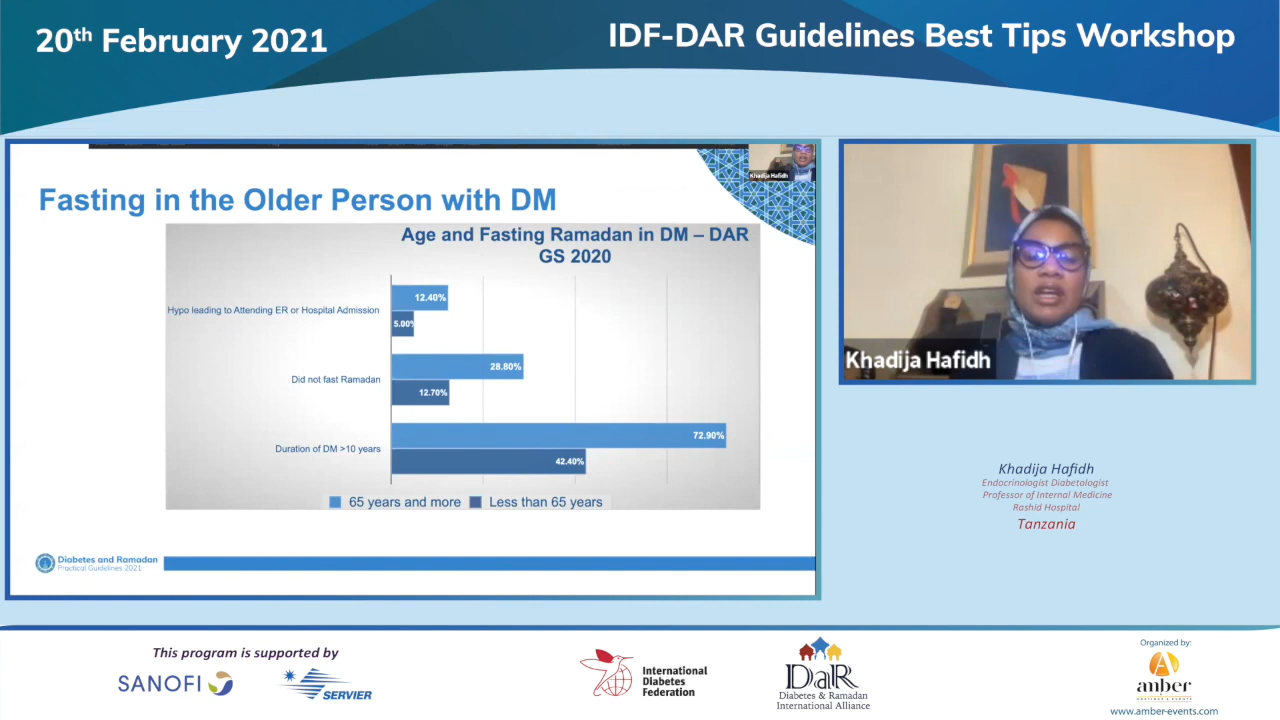 20th February 2021
IDF-DAR Guidelines Best Tips Workshop
Khadija Hafidh
Fasting in the Older Person with DM
Age and Fasting Ramadan in DM – DAR
GS 2020
Hypo leading to Attending ER or Hospital Admission
12.40%
5.00%
Did not fast Ramadan
28.80%
12.70%
Duration of DM >10 years
72.90%
42.40%
65 years and more
Less than 65 years
Diabetes and Ramadan
Practical Guidelines 2021
Khadija Hafidh
Khadija Hafidh
Endocrinologist Diabetologist
Professor of Internal Medicine
Rashid Hospital
Tanzania
This program is supported by
SANOFI
SERVIER
International
Diabetes
Federation
DaR
Diabetes & Ramadan
International Alliance
Organized by:
anber
www.amber-events.com